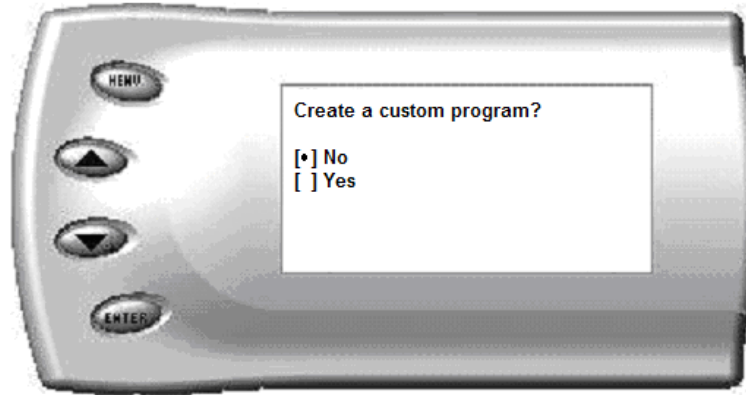 MENU
Create a custom program?
[•] No
[ ] Yes
ENTER